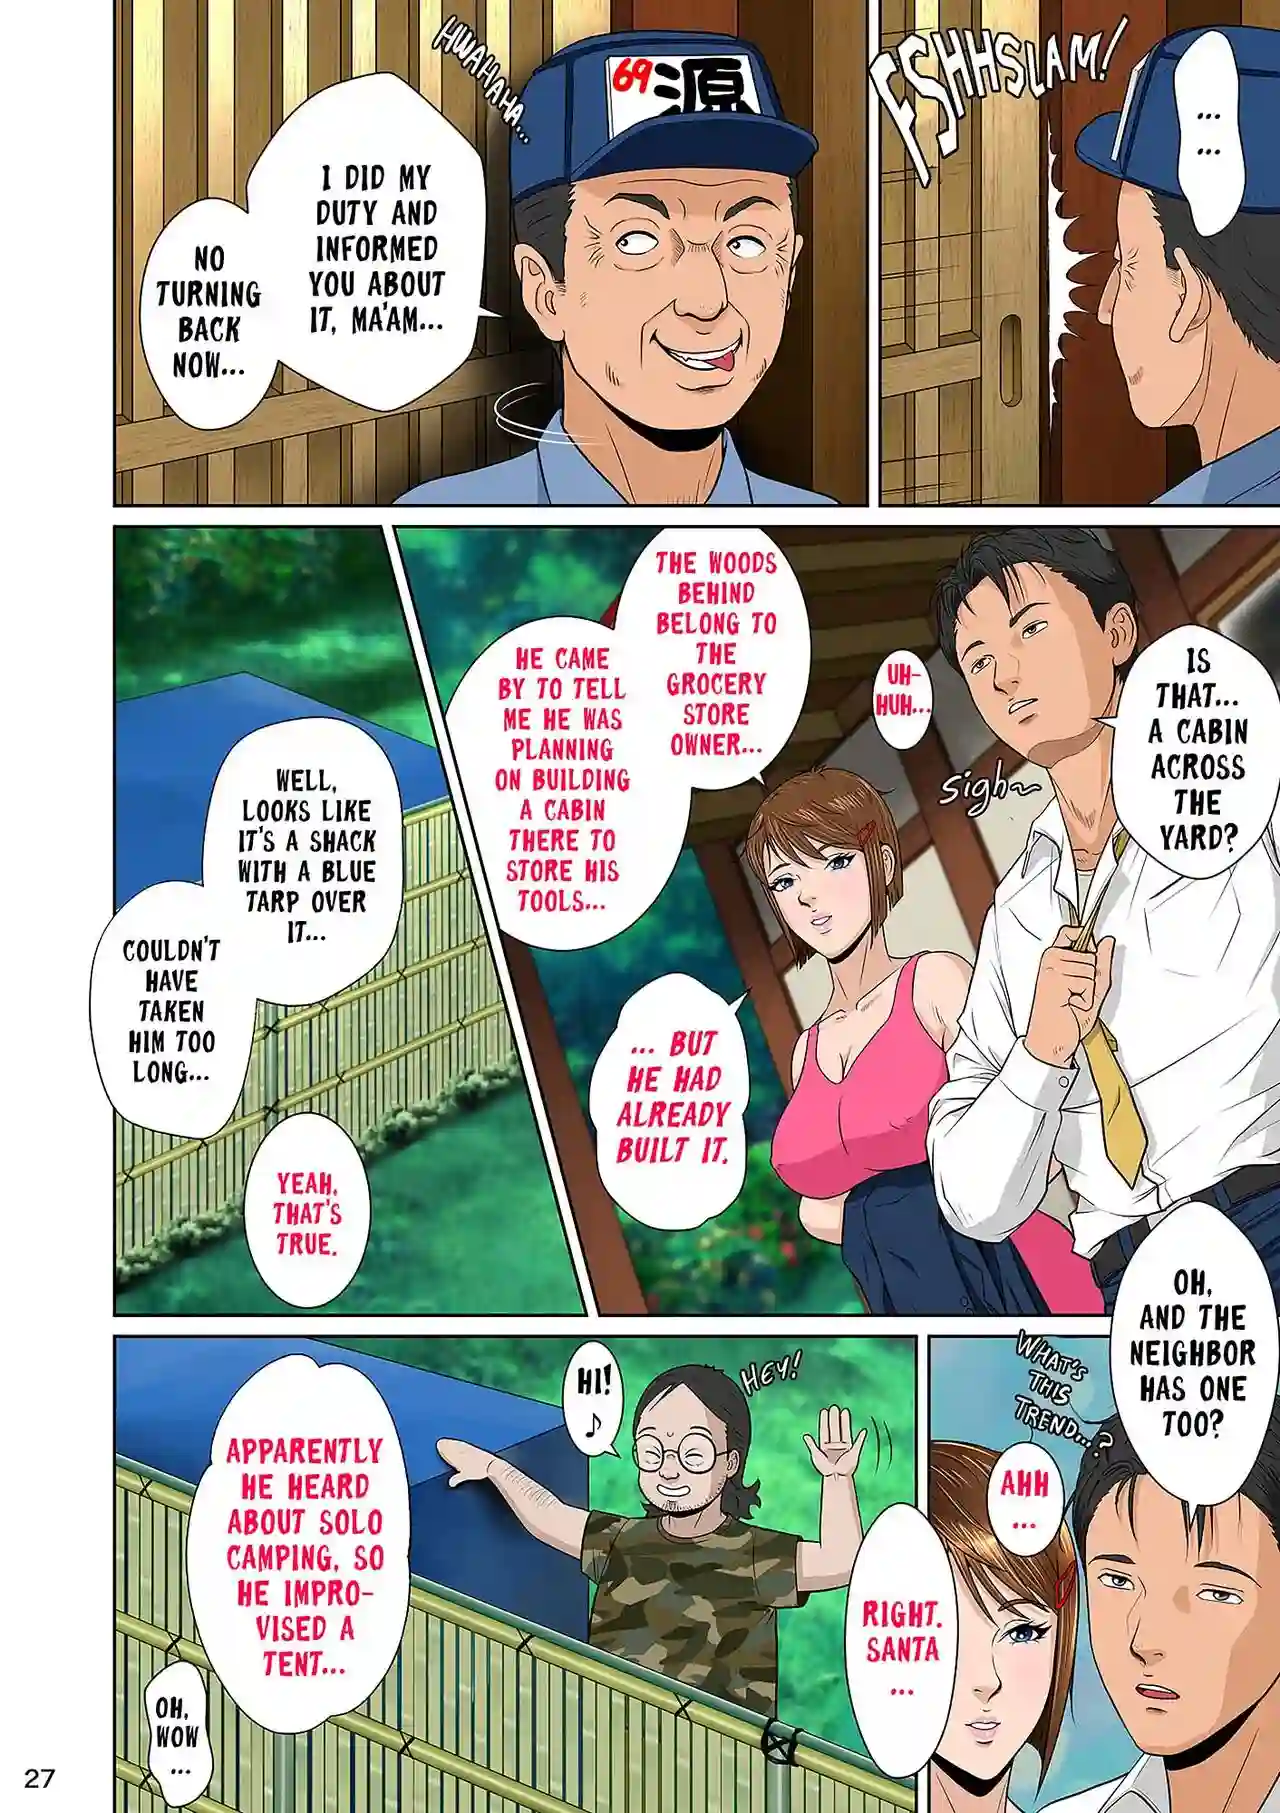 ...
...
FSHHSLAM!
69
源
HWAHAHA...
I DID MY
DUTY AND
INFORMED
YOU ABOUT
IT, MA'AM...
NO
TURNING
BACK
NOW...
IS
THAT...
A CABIN
ACROSS
THE
YARD?
UH-
HUH...
Sigh~
THE WOODS
BEHIND
BELONG TO
THE
GROCERY
STORE
OWNER...
HE CAME
BY TO TELL
ME HE WAS
PLANNING
ON BUILDING
A CABIN
THERE TO
STORE HIS
TOOLS...
... BUT
HE HAD
ALREADY
BUILT IT.
WELL,
LOOKS LIKE
IT'S A SHACK
WITH A BLUE
TARP OVER
IT...
COULDN'T
HAVE
TAKEN
HIM TOO
LONG...
YEAH,
THAT'S
TRUE.
OH,
AND THE
NEIGHBOR
HAS ONE
TOO?
WHAT'S
THIS
TREND...?
AHH
...
RIGHT.
SANTA
...
HEY!
HI!
♪
APPARENTLY
HE HEARD
ABOUT SOLO
CAMPING, SO
HE IMPRO-
VISED A
TENT...
OH,
WOW
...
27